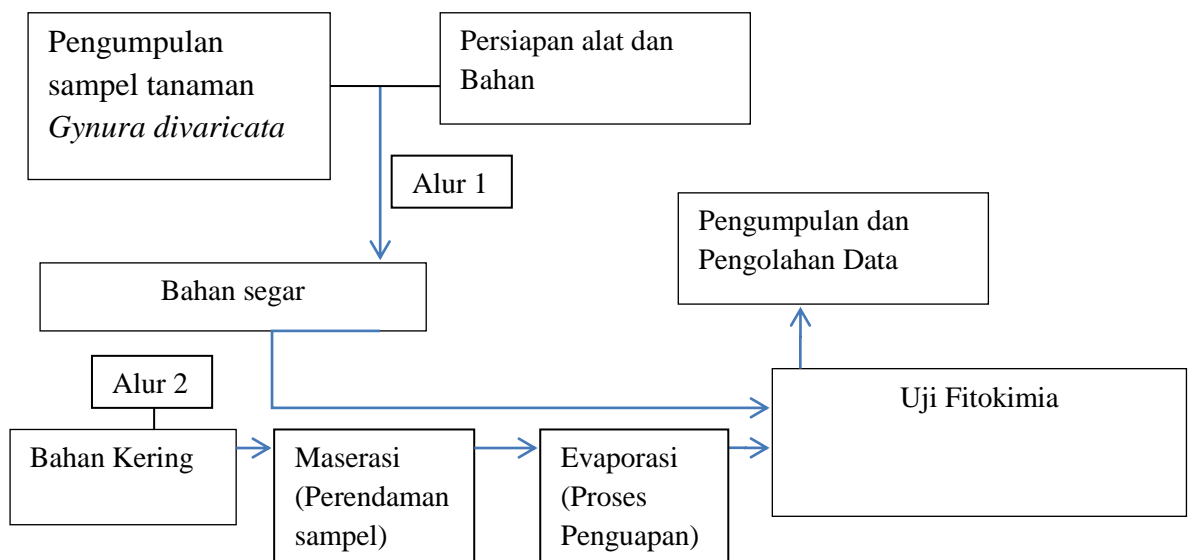 Pengumpulan
sampel tanaman
Gynura divaricata
Persiapan alat dan
Bahan
Alur 1
Pengumpulan dan
Pengolahan Data
Bahan segar
Alur 2
Uji Fitokimia
Bahan Kering
Maserasi
(Perendaman
sampel)
Evaporasi
(Proses
Penguapan)